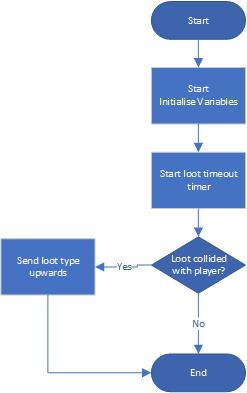 Start
Start
Initialise Variables
Start loot timeout
timer
Loot collided
with player?
Yes
Send loot type
upwards
No
End